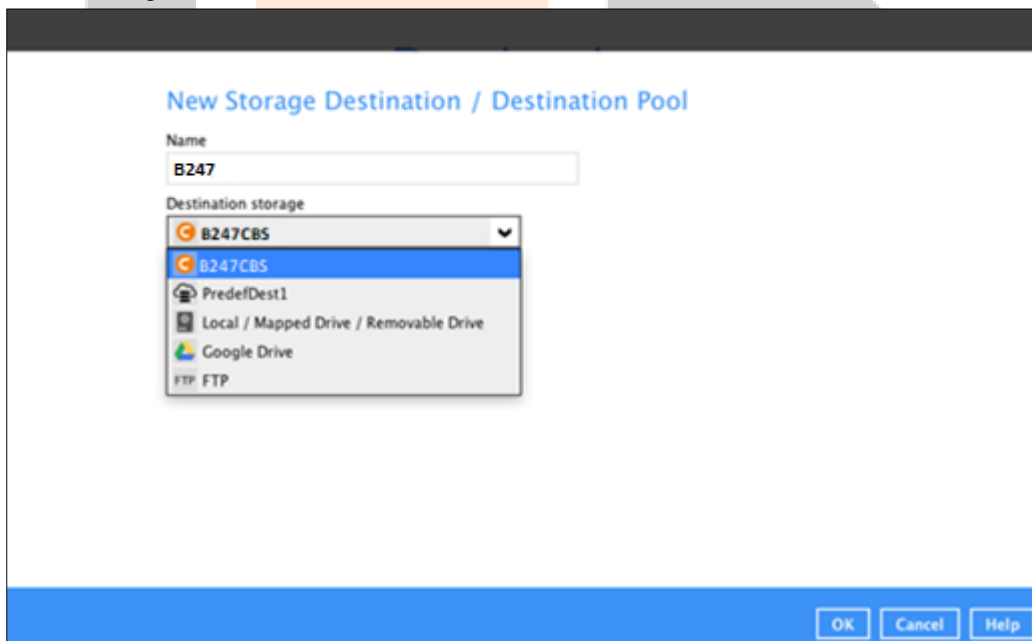 New Storage Destination / Destination Pool
Name
B247
Destination storage
B247CBS
B247CBS
PredefDest1
Local / Mapped Drive / Removable Drive
Google Drive
FTP FTP
OK Cancel Help